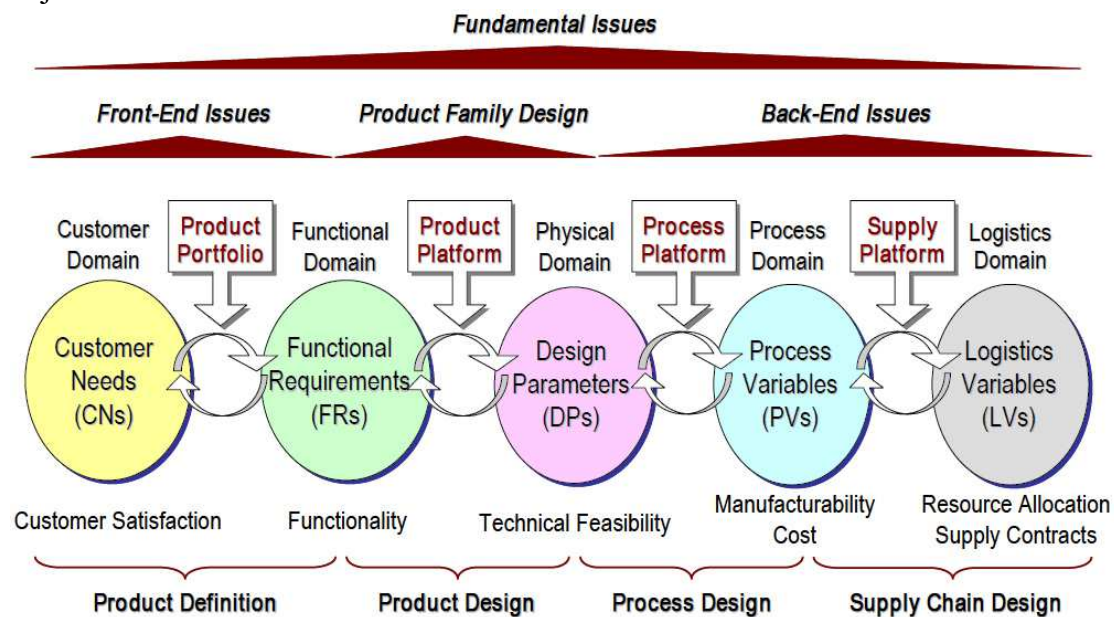 Fundamental Issues
Front-End Issues
Product Family Design
Back-End Issues
Customer
Domain
Product
Portfolio
Functional
Domain
Product
Platform
Physical
Domain
Process
Platform
Process
Domain
Supply
Platform
Logistics
Domain
Customer
Needs
(CNs)
Functional
Requirements
(FRs)
Design
Parameters
(DPs)
Process
Variables
(PVs)
Logistics
Variables
(LVs)
Customer Satisfaction
Functionality
Technical Feasibility
Manufacturability
Cost
Resource Allocation
Supply Contracts
Product Definition
Product Design
Process Design
Supply Chain Design